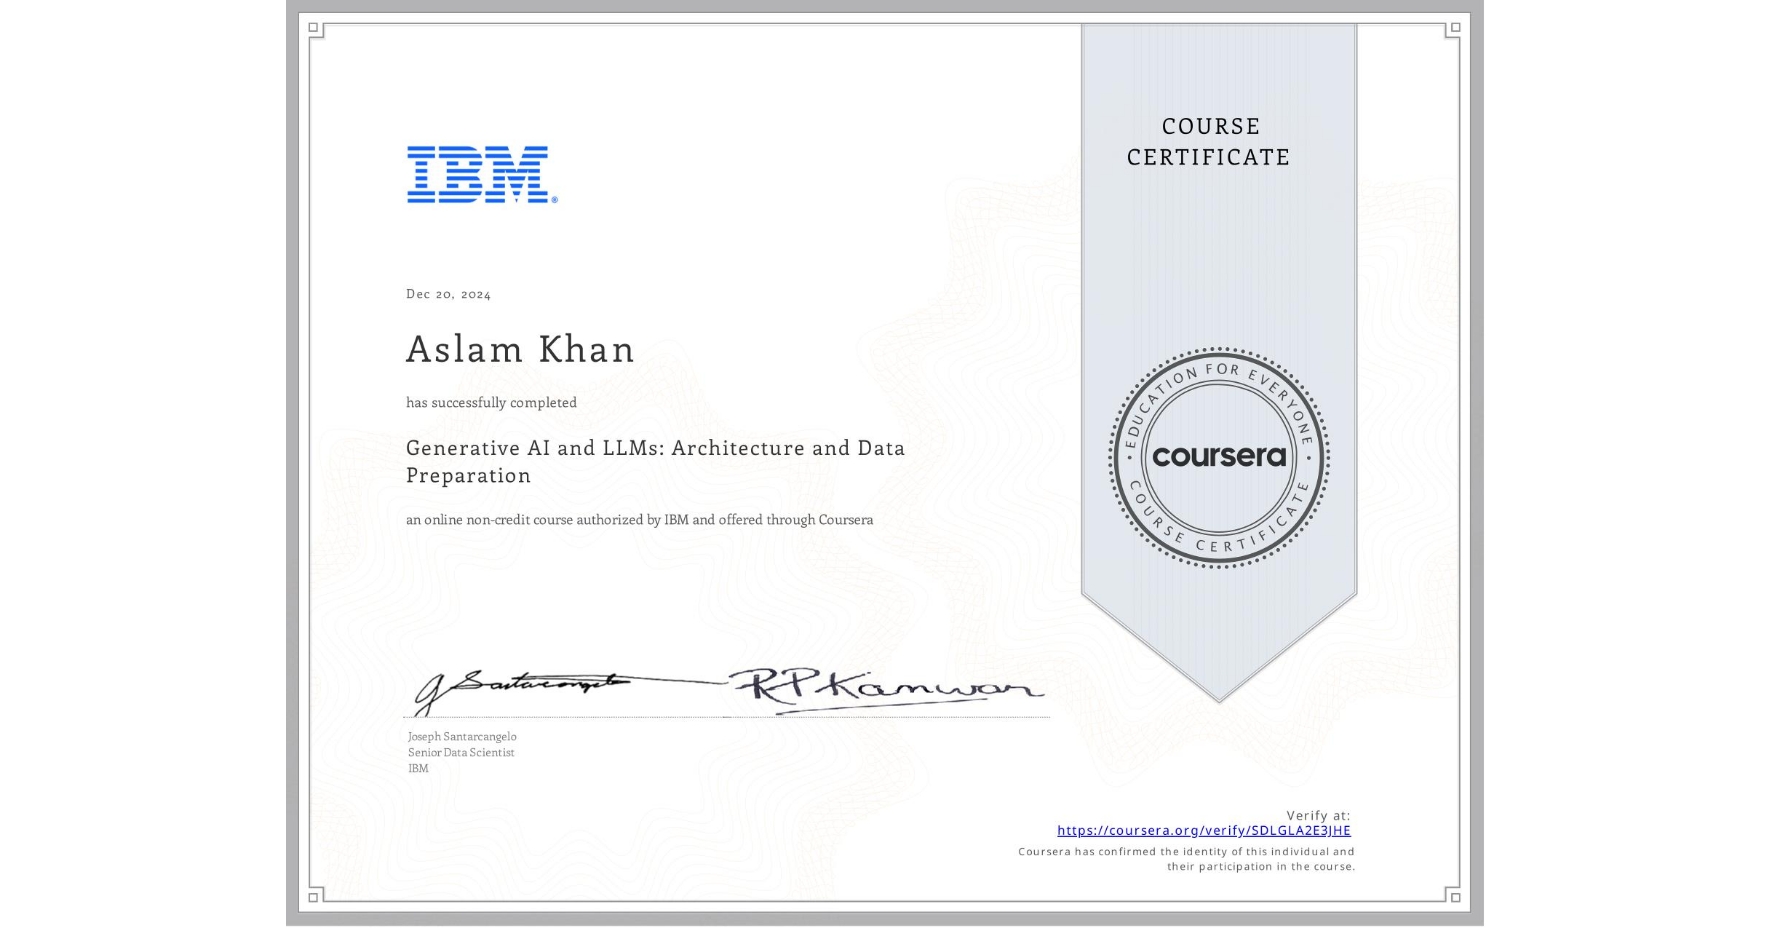 IBM®
COURSE
CERTIFICATE
Dec 20, 2024
Aslam Khan
has successfully completed
Generative AI and LLMs: Architecture and Data
Preparation
an online non-credit course authorized by IBM and offered through Coursera
EDUCATION FOR EVERYONE
coursera
COURSE CERTIFICATE
J Santarcangelo
RPKamwar
Joseph Santarcangelo
Senior Data Scientist
IBM
Verify at:
https://coursera.org/verify/SDLGLA2E3JHE
Coursera has confirmed the identity of this individual and
their participation in the course.